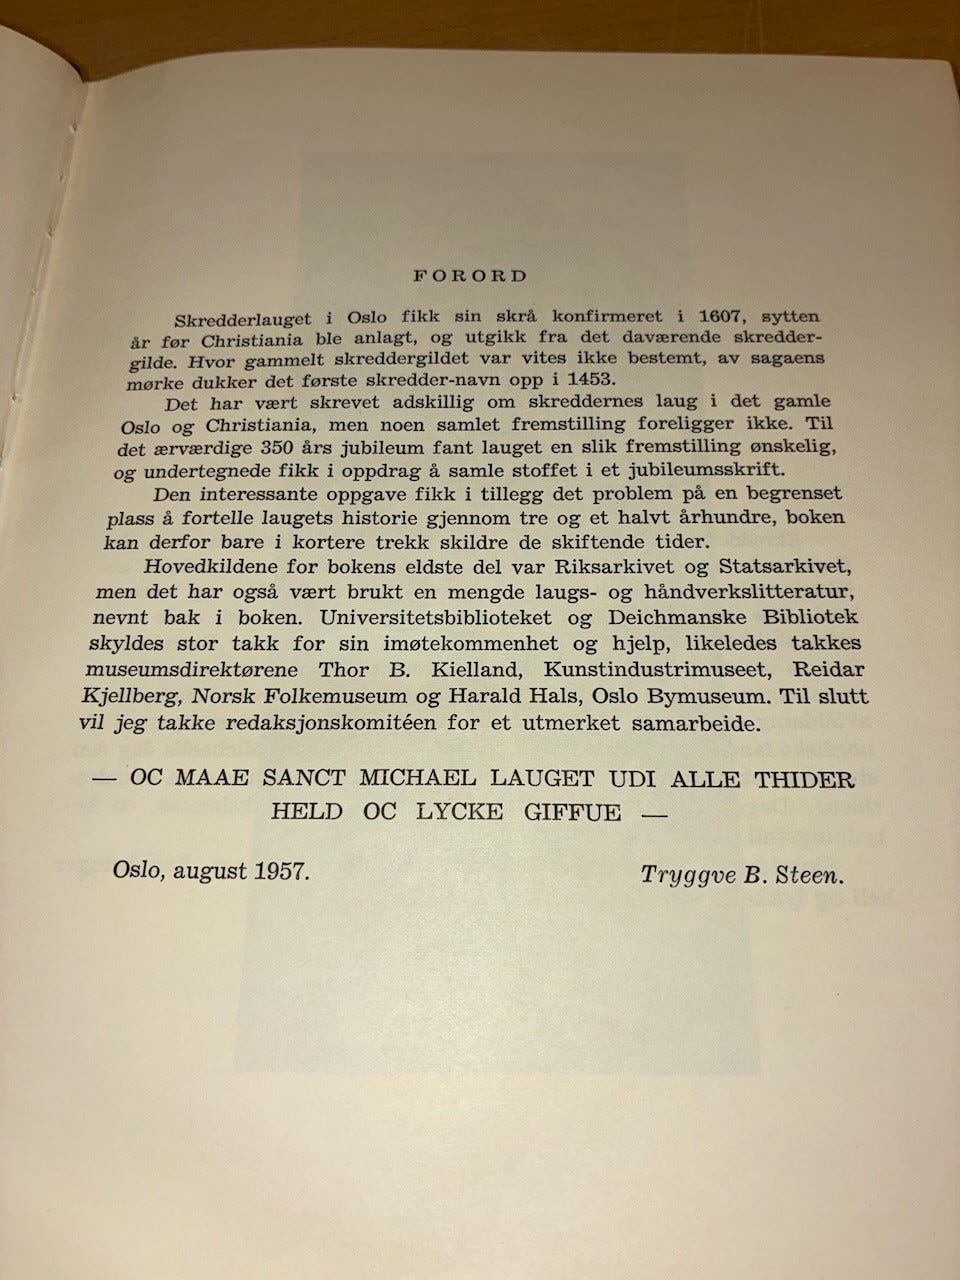 FORORD
Skredderlauget i Oslo fikk sin skrå konfirmeret i 1607, sytten
år før Christiania ble anlagt, og utgikk fra det daværende skredder-
gilde. Hvor gammelt skreddergildet var vites ikke bestemt, av sagaens
mørke dukker det første skredder-navn opp i 1453.
Det har vært skrevet adskillig om skreddernes laug i det gamle
Oslo og Christiania, men noen samlet fremstilling foreligger ikke. Til
det ærværdige 350 års jubileum fant lauget en slik fremstilling ønskelig,
og undertegnede fikk i oppdrag å samle stoffet i et jubileumsskrift.
Den interessante oppgave fikk i tillegg det problem på en begrenset
plass å fortelle laugets historie gjennom tre og et halvt århundre, boken
kan derfor bare i kortere trekk skildre de skiftende tider.
Hovedkildene for bokens eldste del var Riksarkivet og Statsarkivet,
men det har også vært brukt en mengde laugs- og håndverkslitteratur,
nevnt bak i boken. Universitetsbiblioteket og Deichmanske Bibliotek
skyldes stor takk for sin imøtekommenhet og hjelp, likeledes takkes
museumsdirektørene Thor B. Kielland, Kunstindustrimuseet, Reidar
Kjellberg, Norsk Folkemuseum og Harald Hals, Oslo Bymuseum. Til slutt
vil jeg takke redaksjonskomitéen for et utmerket samarbeide.
— OC MAAE SANCT MICHAEL LAUGET UDI ALLE THIDER
HELD OC LYCKE GIFFUE —
Oslo, august 1957. Tryggve B. Steen.